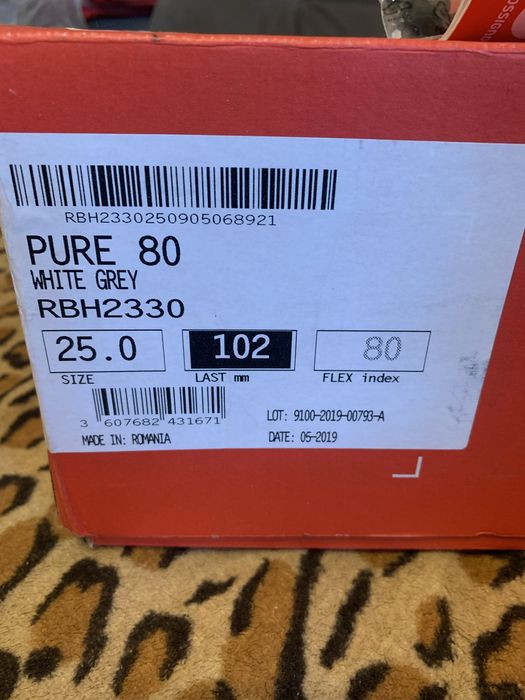 RBH2330250905068921
PURE 80
WHITE GREY
RBH2330
25.0 102 80
SIZE LAST mm FLEX index
3 607682 431671
LOT: 9100-2019-00793-A
MADE IN: ROMANIA
DATE: 05-2019